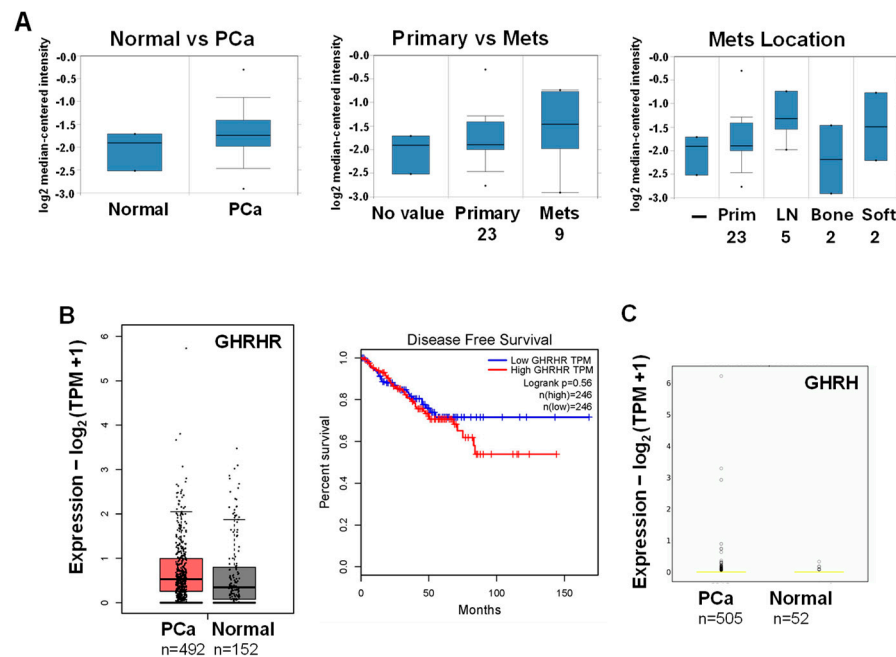 A
Normal vs PCa
log2 median-centered intensity
-0.0
-0.5
-1.0
-1.5
-2.0
-2.5
-3.0
Normal PCa
Primary vs Mets
log2 median-centered intensity
-0.0
-0.5
-1.0
-1.5
-2.0
-2.5
-3.0
No value Primary Mets
23 9
Mets Location
log2 median-centered intensity
-0.0
-0.5
-1.0
-1.5
-2.0
-2.5
-3.0
– Prim LN Bone Soft
23 5 2 2
B
GHRHR
Expression – log2 (TPM +1)
6
5
4
3
2
1
0
PCa Normal
n=492 n=152
Disease Free Survival
Low GHRHR TPM
High GHRHR TPM
Logrank p=0.56
n(high)=246
n(low)=246
Percent survival
1.0
0.8
0.6
0.4
0.2
0.0
0 50 100 150
Months
C
GHRH
Expression – log2 (TPM +1)
6
5
4
3
2
1
0
PCa Normal
n=505 n=52